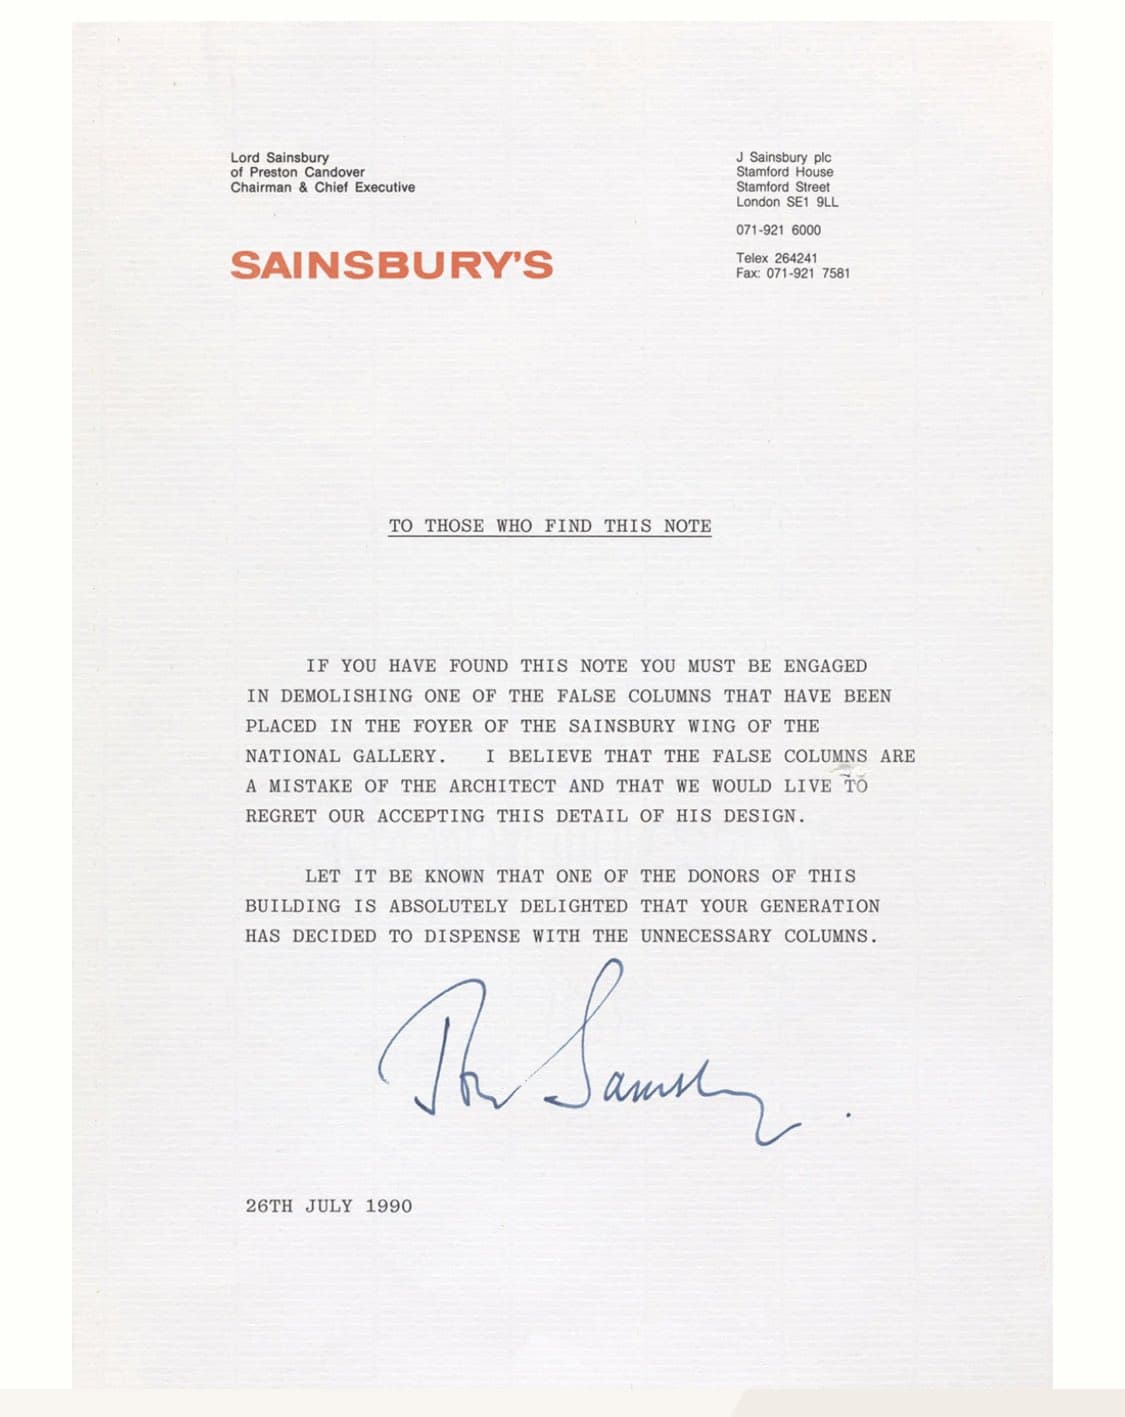 Lord Sainsbury
of Preston Candover
Chairman & Chief Executive
J Sainsbury plc
Stamford House
Stamford Street
London SE1 9LL
071-921 6000
Telex 264241
Fax: 071-921 7581
SAINSBURY'S
TO THOSE WHO FIND THIS NOTE
IF YOU HAVE FOUND THIS NOTE YOU MUST BE ENGAGED
IN DEMOLISHING ONE OF THE FALSE COLUMNS THAT HAVE BEEN
PLACED IN THE FOYER OF THE SAINSBURY WING OF THE
NATIONAL GALLERY. I BELIEVE THAT THE FALSE COLUMNS ARE
A MISTAKE OF THE ARCHITECT AND THAT WE WOULD LIVE TO
REGRET OUR ACCEPTING THIS DETAIL OF HIS DESIGN.
LET IT BE KNOWN THAT ONE OF THE DONORS OF THIS
BUILDING IS ABSOLUTELY DELIGHTED THAT YOUR GENERATION
HAS DECIDED TO DISPENSE WITH THE UNNECESSARY COLUMNS.
26TH JULY 1990